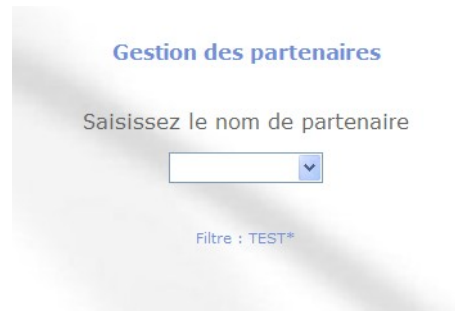 Gestion des partenaires
Saisissez le nom de partenaire
Filtre : TEST*